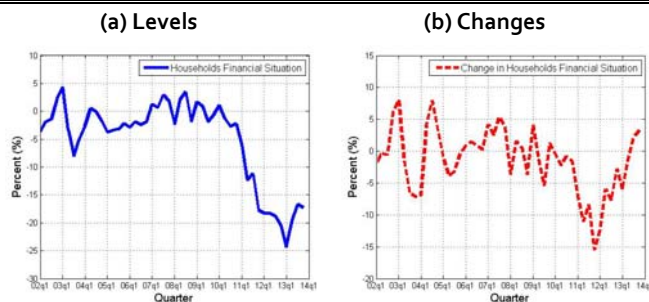 (a) Levels
(b) Changes
10
5
0
-5
-10
-15
-20
-25
-30
Percent (%)
Households Financial Situation
02q1 03q1 04q1 05q1 06q1 07q1 08q1 09q1 10q1 11q1 12q1 13q1 14q1
Quarter
15
10
5
0
-5
-10
-15
-20
Percent (%)
Change in Households Financial Situation
02q1 03q1 04q1 05q1 06q1 07q1 08q1 09q1 10q1 11q1 12q1 13q1 14q1
Quarter